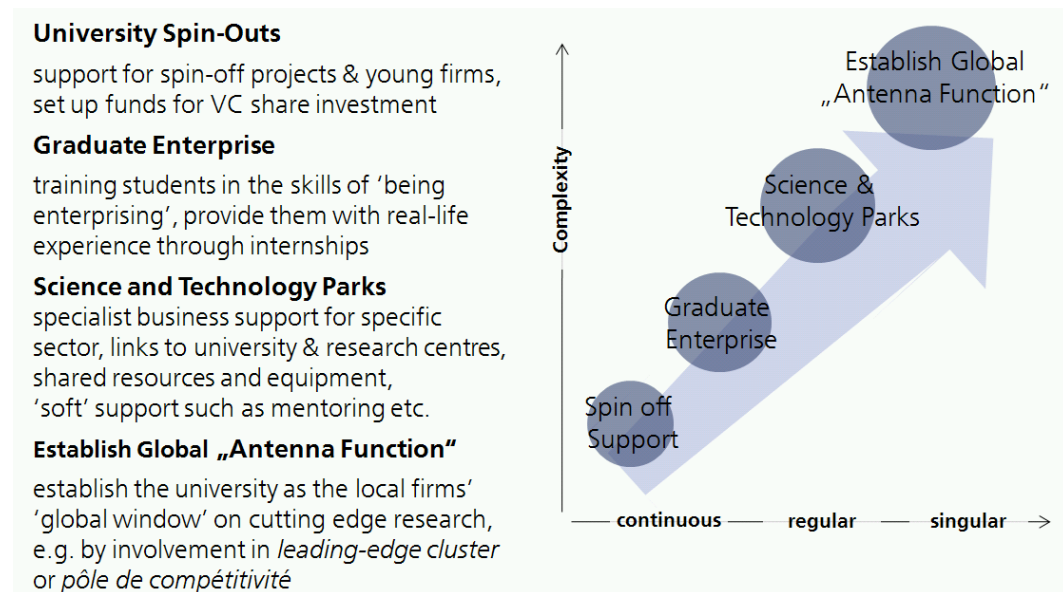 University Spin-Outs
support for spin-off projects & young firms,
set up funds for VC share investment
Graduate Enterprise
training students in the skills of ‘being
enterprising’, provide them with real-life
experience through internships
Science and Technology Parks
specialist business support for specific
sector, links to university & research centres,
shared resources and equipment,
‘soft’ support such as mentoring etc.
Establish Global „Antenna Function“
establish the university as the local firms’
‘global window’ on cutting edge research,
e.g. by involvement in leading-edge cluster
or pôle de compétitivité
Complexity
Establish Global
„Antenna Function“
Science &
Technology Parks
Graduate
Enterprise
Spin off
Support
continuous
regular
singular